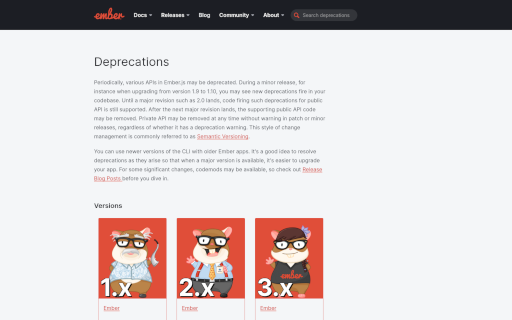 ember Docs Releases Blog Community About Search deprecations
Deprecations
Periodically, various APIs in Ember.js may be deprecated. During a minor release, for
instance when upgrading from version 1.9 to 1.10, you may see new deprecations fire in your
codebase. Until a major revision such as 2.0 lands, code firing such deprecations for public
API is still supported. After the next major revision lands, the supporting public API code
may be removed. Private API may be removed at any time without warning in patch or minor
releases, regardless of whether it has a deprecation warning. This style of change
management is commonly referred to as Semantic Versioning.
You can use newer versions of the CLI with older Ember apps. It's a good idea to resolve
deprecations as they arise so that when a major version is available, it's easier to upgrade
your app. For some significant changes, codemods may be available, so check out Release
Blog Posts before you dive in.
Versions
ember
1.x 2.x 3.x
Ember Ember Ember